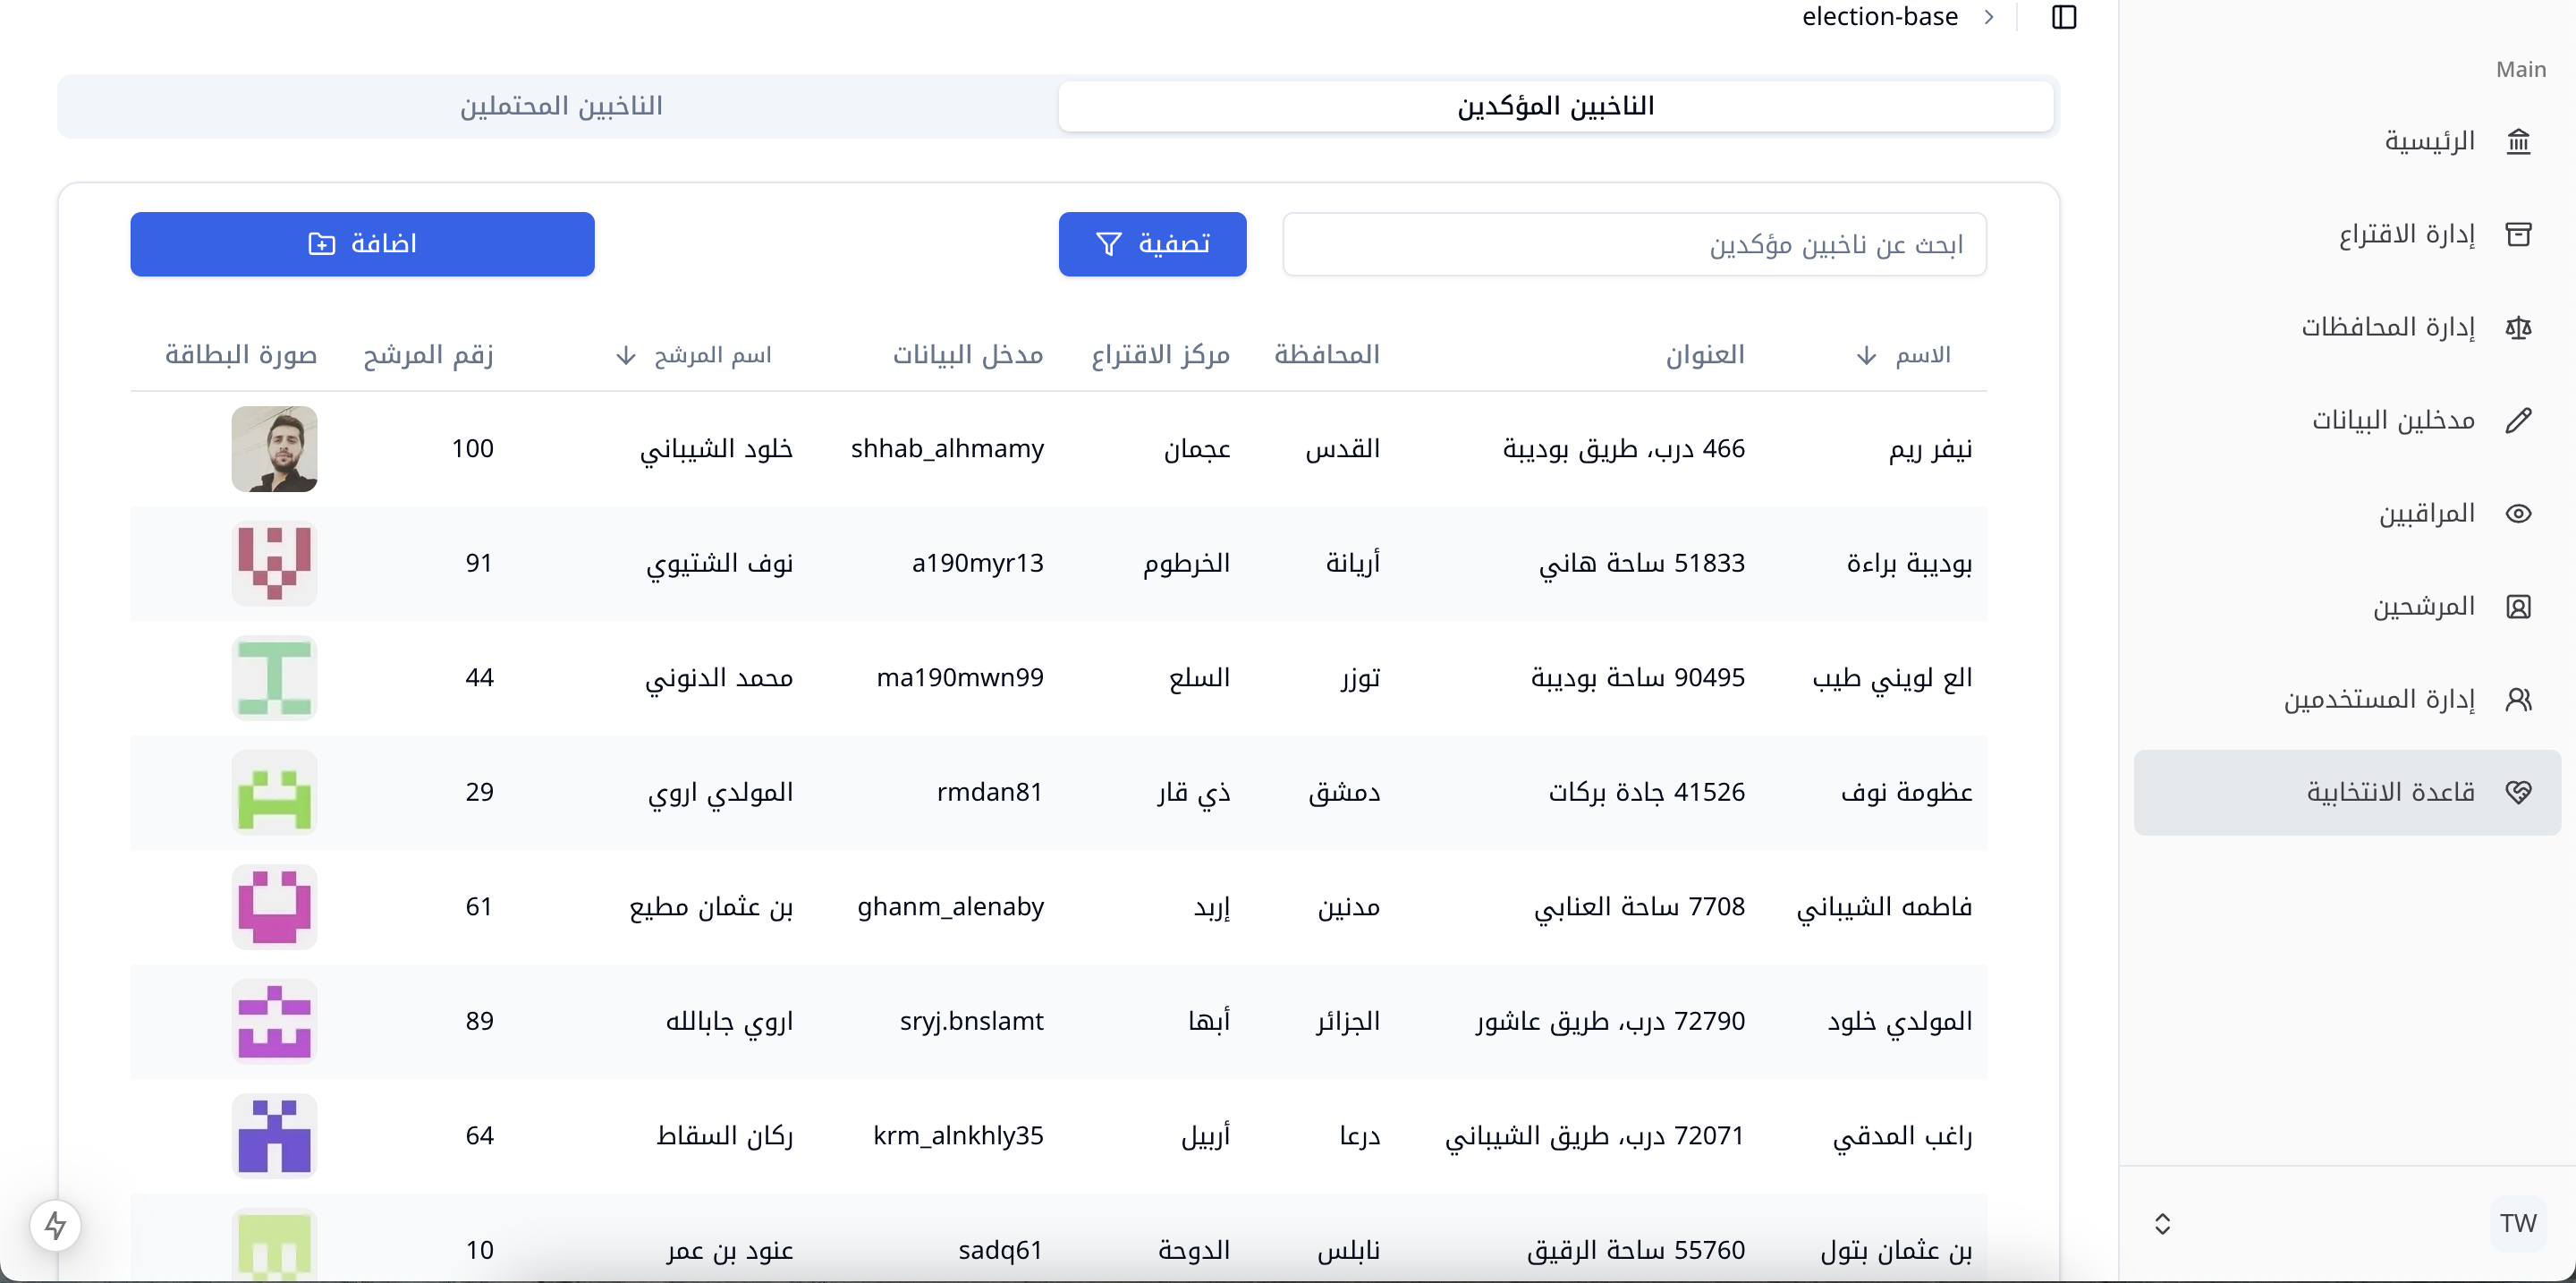 election-base
Main
الرئيسية
إدارة الاقتراع
إدارة المحافظات
مدخلين البيانات
المراقبين
المرشحين
إدارة المستخدمين
قاعدة الانتخابية
TW
الناخبين المؤكدين
الناخبين المحتملين
ابحث عن ناخبين مؤكدين
تصفية
اضافة
الاسم العنوان المحافظة مركز الاقتراع مدخل البيانات اسم المرشح زقم المرشح صورة البطاقة
نيفر ريم 466 درب، طريق بوديبة القدس عجمان shhab_alhmamy خلود الشيباني 100
بوديبة براءة 51833 ساحة هاني أريانة الخرطوم a190myr13 نوف الشتيوي 91
الع لويني طيب 90495 ساحة بوديبة توزر السلع ma190mwn99 محمد الدنوني 44
عظومة نوف 41526 جادة بركات دمشق ذي قار rmdan81 المولدي اروي 29
فاطمه الشيباني 7708 ساحة العنابي مدنين إربد ghanm_alenaby بن عثمان مطيع 61
المولدي خلود 72790 درب، طريق عاشور الجزائر أبها sryj.bnslamt اروي جابالله 89
راغب المدقي 72071 درب، طريق الشيباني درعا أربيل krm_alnkhly35 ركان السقاط 64
بن عثمان بتول 55760 ساحة الرقيق نابلس الدوحة sadq61 عنود بن عمر 10